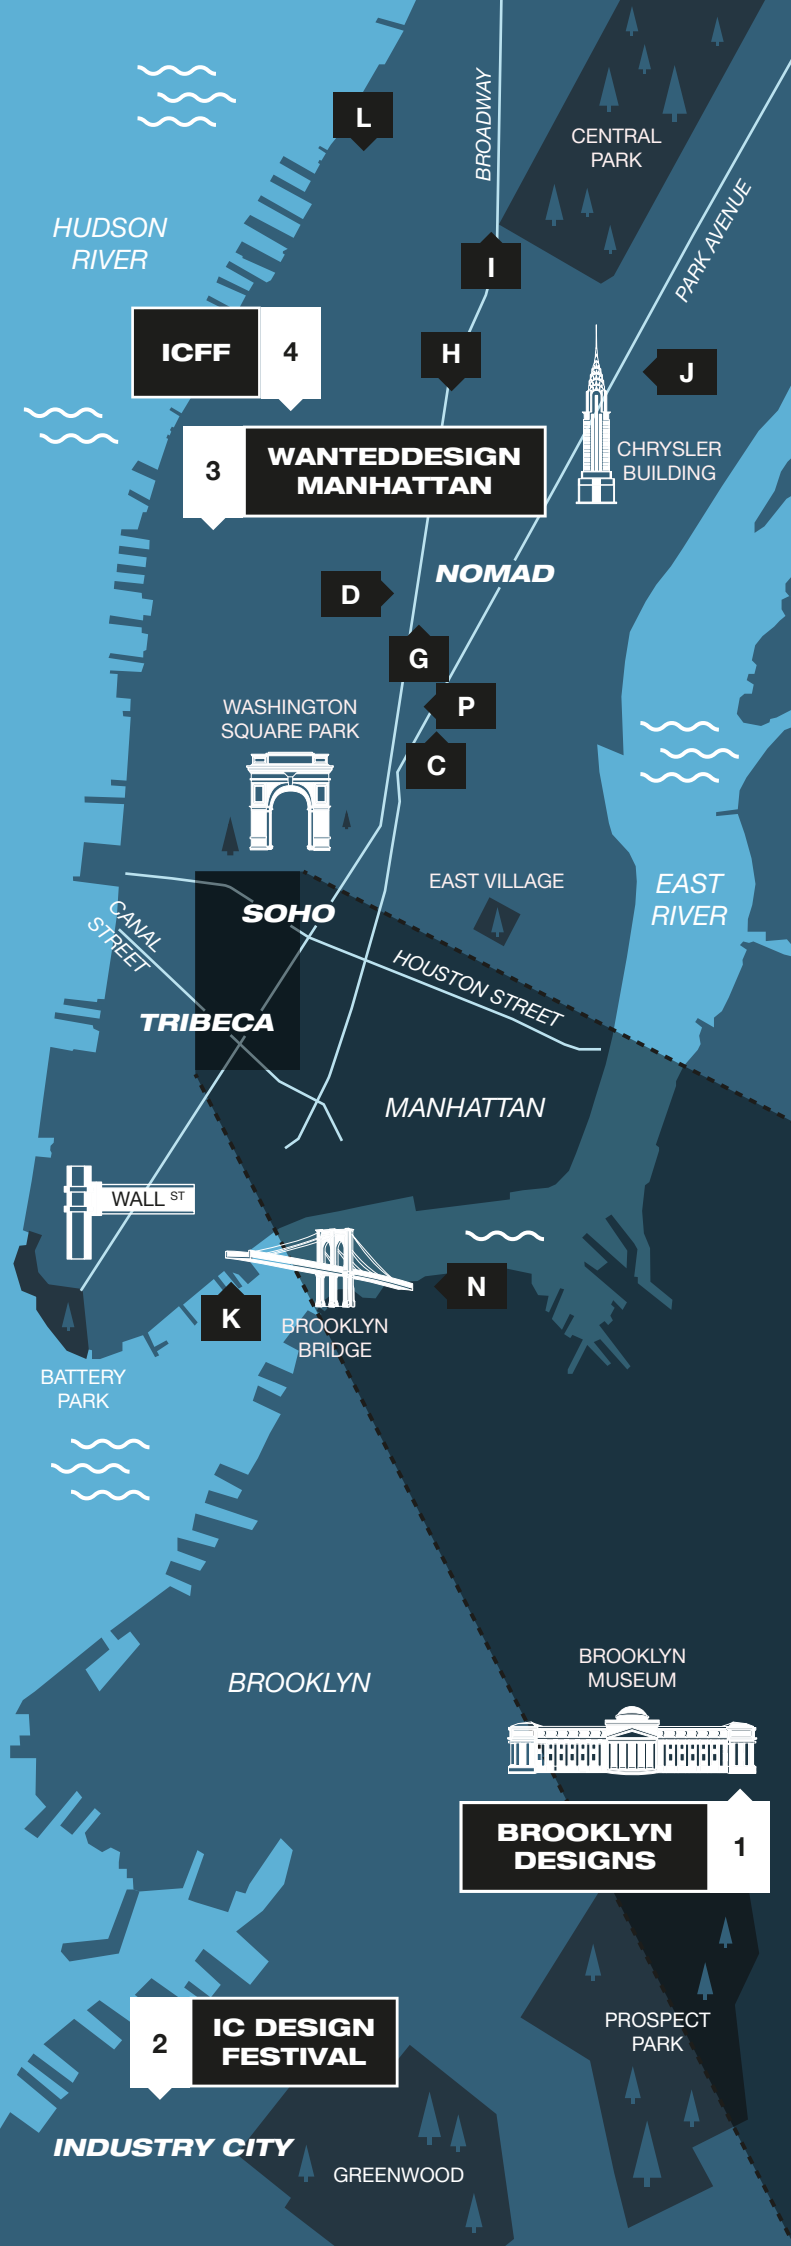 BROADWAY
L
CENTRAL
PARK
PARK AVENUE
HUDSON
RIVER
I
ICFF
4
H
J
3
WANTEDDESIGN
MANHATTAN
CHRYSLER
BUILDING
NOMAD
D
G
P
WASHINGTON
SQUARE PARK
C
EAST VILLAGE
EAST
RIVER
SOHO
CANAL
STREET
HOUSTON STREET
TRIBECA
MANHATTAN
WALL ST
N
K
BROOKLYN
BRIDGE
BATTERY
PARK
BROOKLYN
MUSEUM
BROOKLYN
BROOKLYN
DESIGNS
1
PROSPECT
PARK
2
IC DESIGN
FESTIVAL
INDUSTRY CITY
GREENWOOD